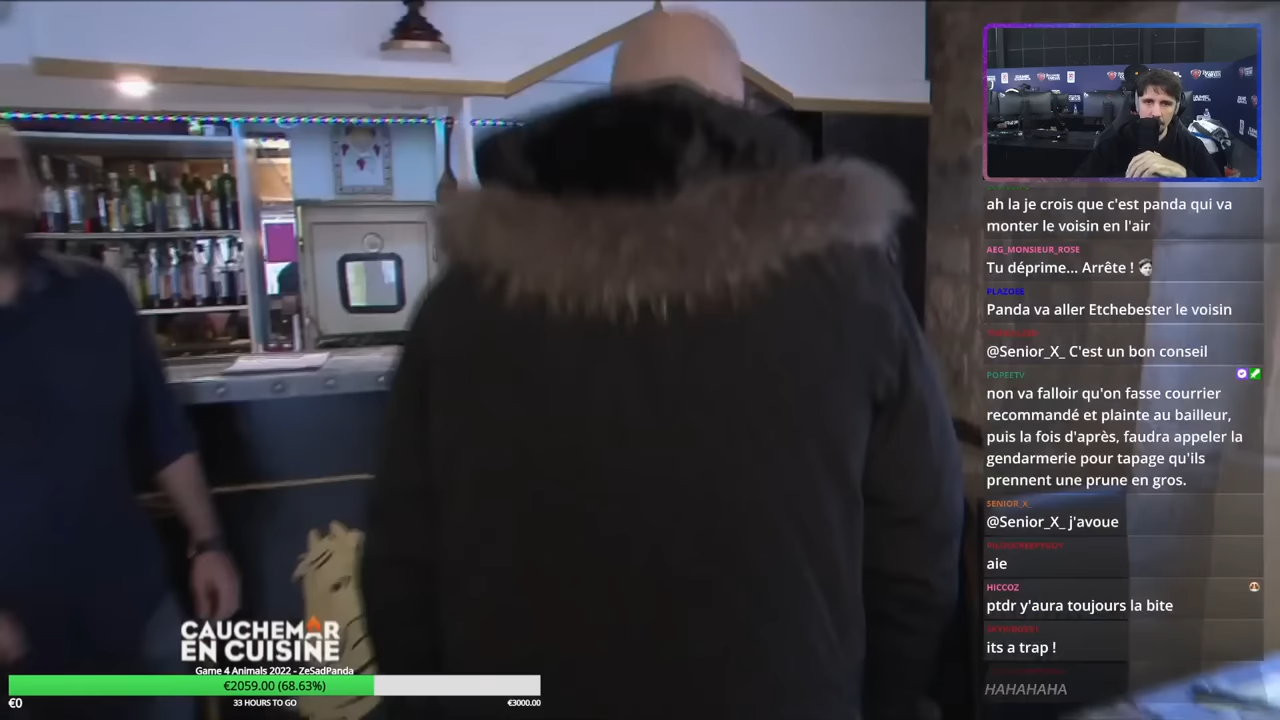 ah la je crois que c'est panda qui va
monter le voisin en l'air
AEG_MONSIEUR_ROSE
Tu déprime... Arrête !
PLAZOEE
Panda va aller Etchebester le voisin
@Senior_X_ C'est un bon conseil
POPEETV
non va falloir qu'on fasse courrier
recommandé et plainte au bailleur,
puis la fois d'après, faudra appeler la
gendarmerie pour tapage qu'ils
prennent une prune en gros.
SENIOR_X_
@Senior_X_ j'avoue
aie
HICCOZ
ptdr y'aura toujours la bite
its a trap !
HAHAHAHA
CAUCHEMAR
EN CUISINE
Game 4 Animals 2022 - ZeSadPanda
€2059.00 (68.63%)
€0
33 HOURS TO GO
€3000.00